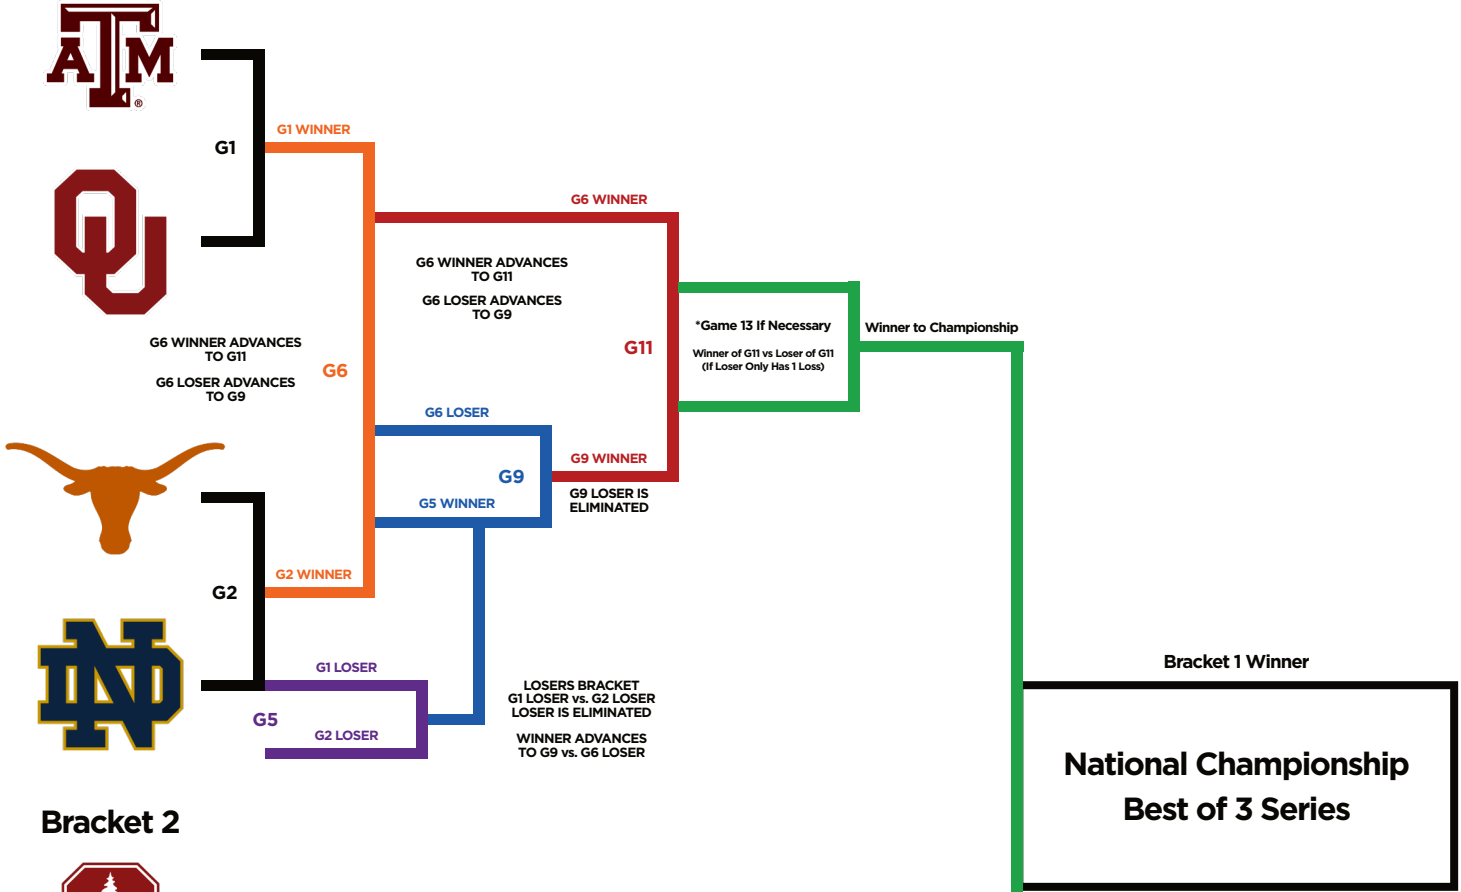 ATM
®
G1 WINNER
G1
OU
G6 WINNER
G6 WINNER ADVANCES
TO G11
G6 LOSER ADVANCES
TO G9
*Game 13 If Necessary
Winner of G11 vs Loser of G11
(If Loser Only Has 1 Loss)
Winner to Championship
G11
G6 WINNER ADVANCES
TO G11
G6 LOSER ADVANCES
TO G9
G6
G6 LOSER
G9
G9 WINNER
G9 LOSER IS
ELIMINATED
G5 WINNER
G2 WINNER
G2
ND
G1 LOSER
G5
G2 LOSER
LOSERS BRACKET
G1 LOSER vs. G2 LOSER
LOSER IS ELIMINATED
WINNER ADVANCES
TO G9 vs. G6 LOSER
Bracket 1 Winner
National Championship
Best of 3 Series
Bracket 2